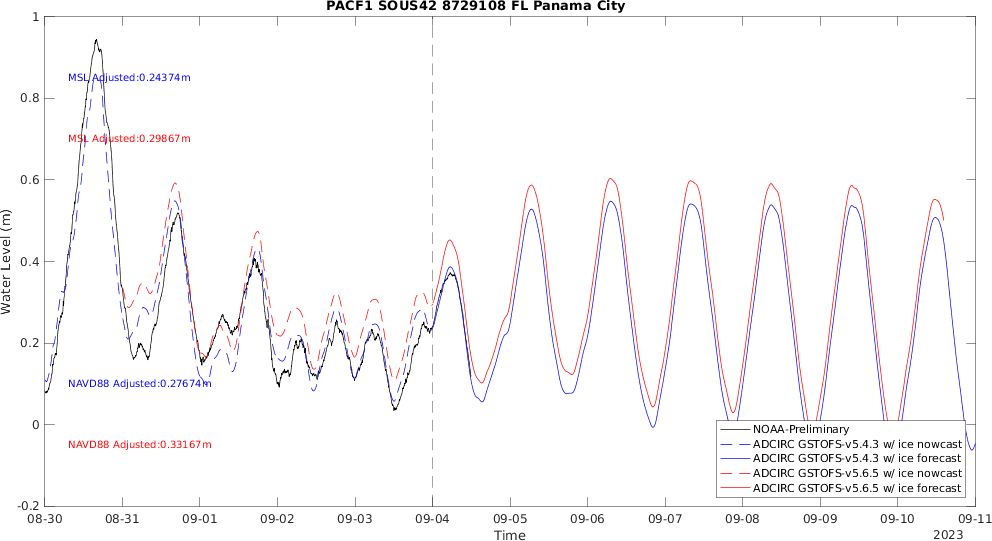 PACF1 SOUS42 8729108 FL Panama City
1
0.8
0.6
0.4
0.2
0
-0.2
Water Level (m)
MSL Adjusted:0.24374m
MSL Adjusted:0.29867m
NAVD88 Adjusted:0.27674m
NAVD88 Adjusted:0.33167m
NOAA-Preliminary
ADCIRC GSTOFS-v5.4.3 w/ ice nowcast
ADCIRC GSTOFS-v5.4.3 w/ ice forecast
ADCIRC GSTOFS-v5.6.5 w/ ice nowcast
ADCIRC GSTOFS-v5.6.5 w/ ice forecast
08-30 08-31 09-01 09-02 09-03 09-04 09-05 09-06 09-07 09-08 09-09 09-10 09-11
Time
2023